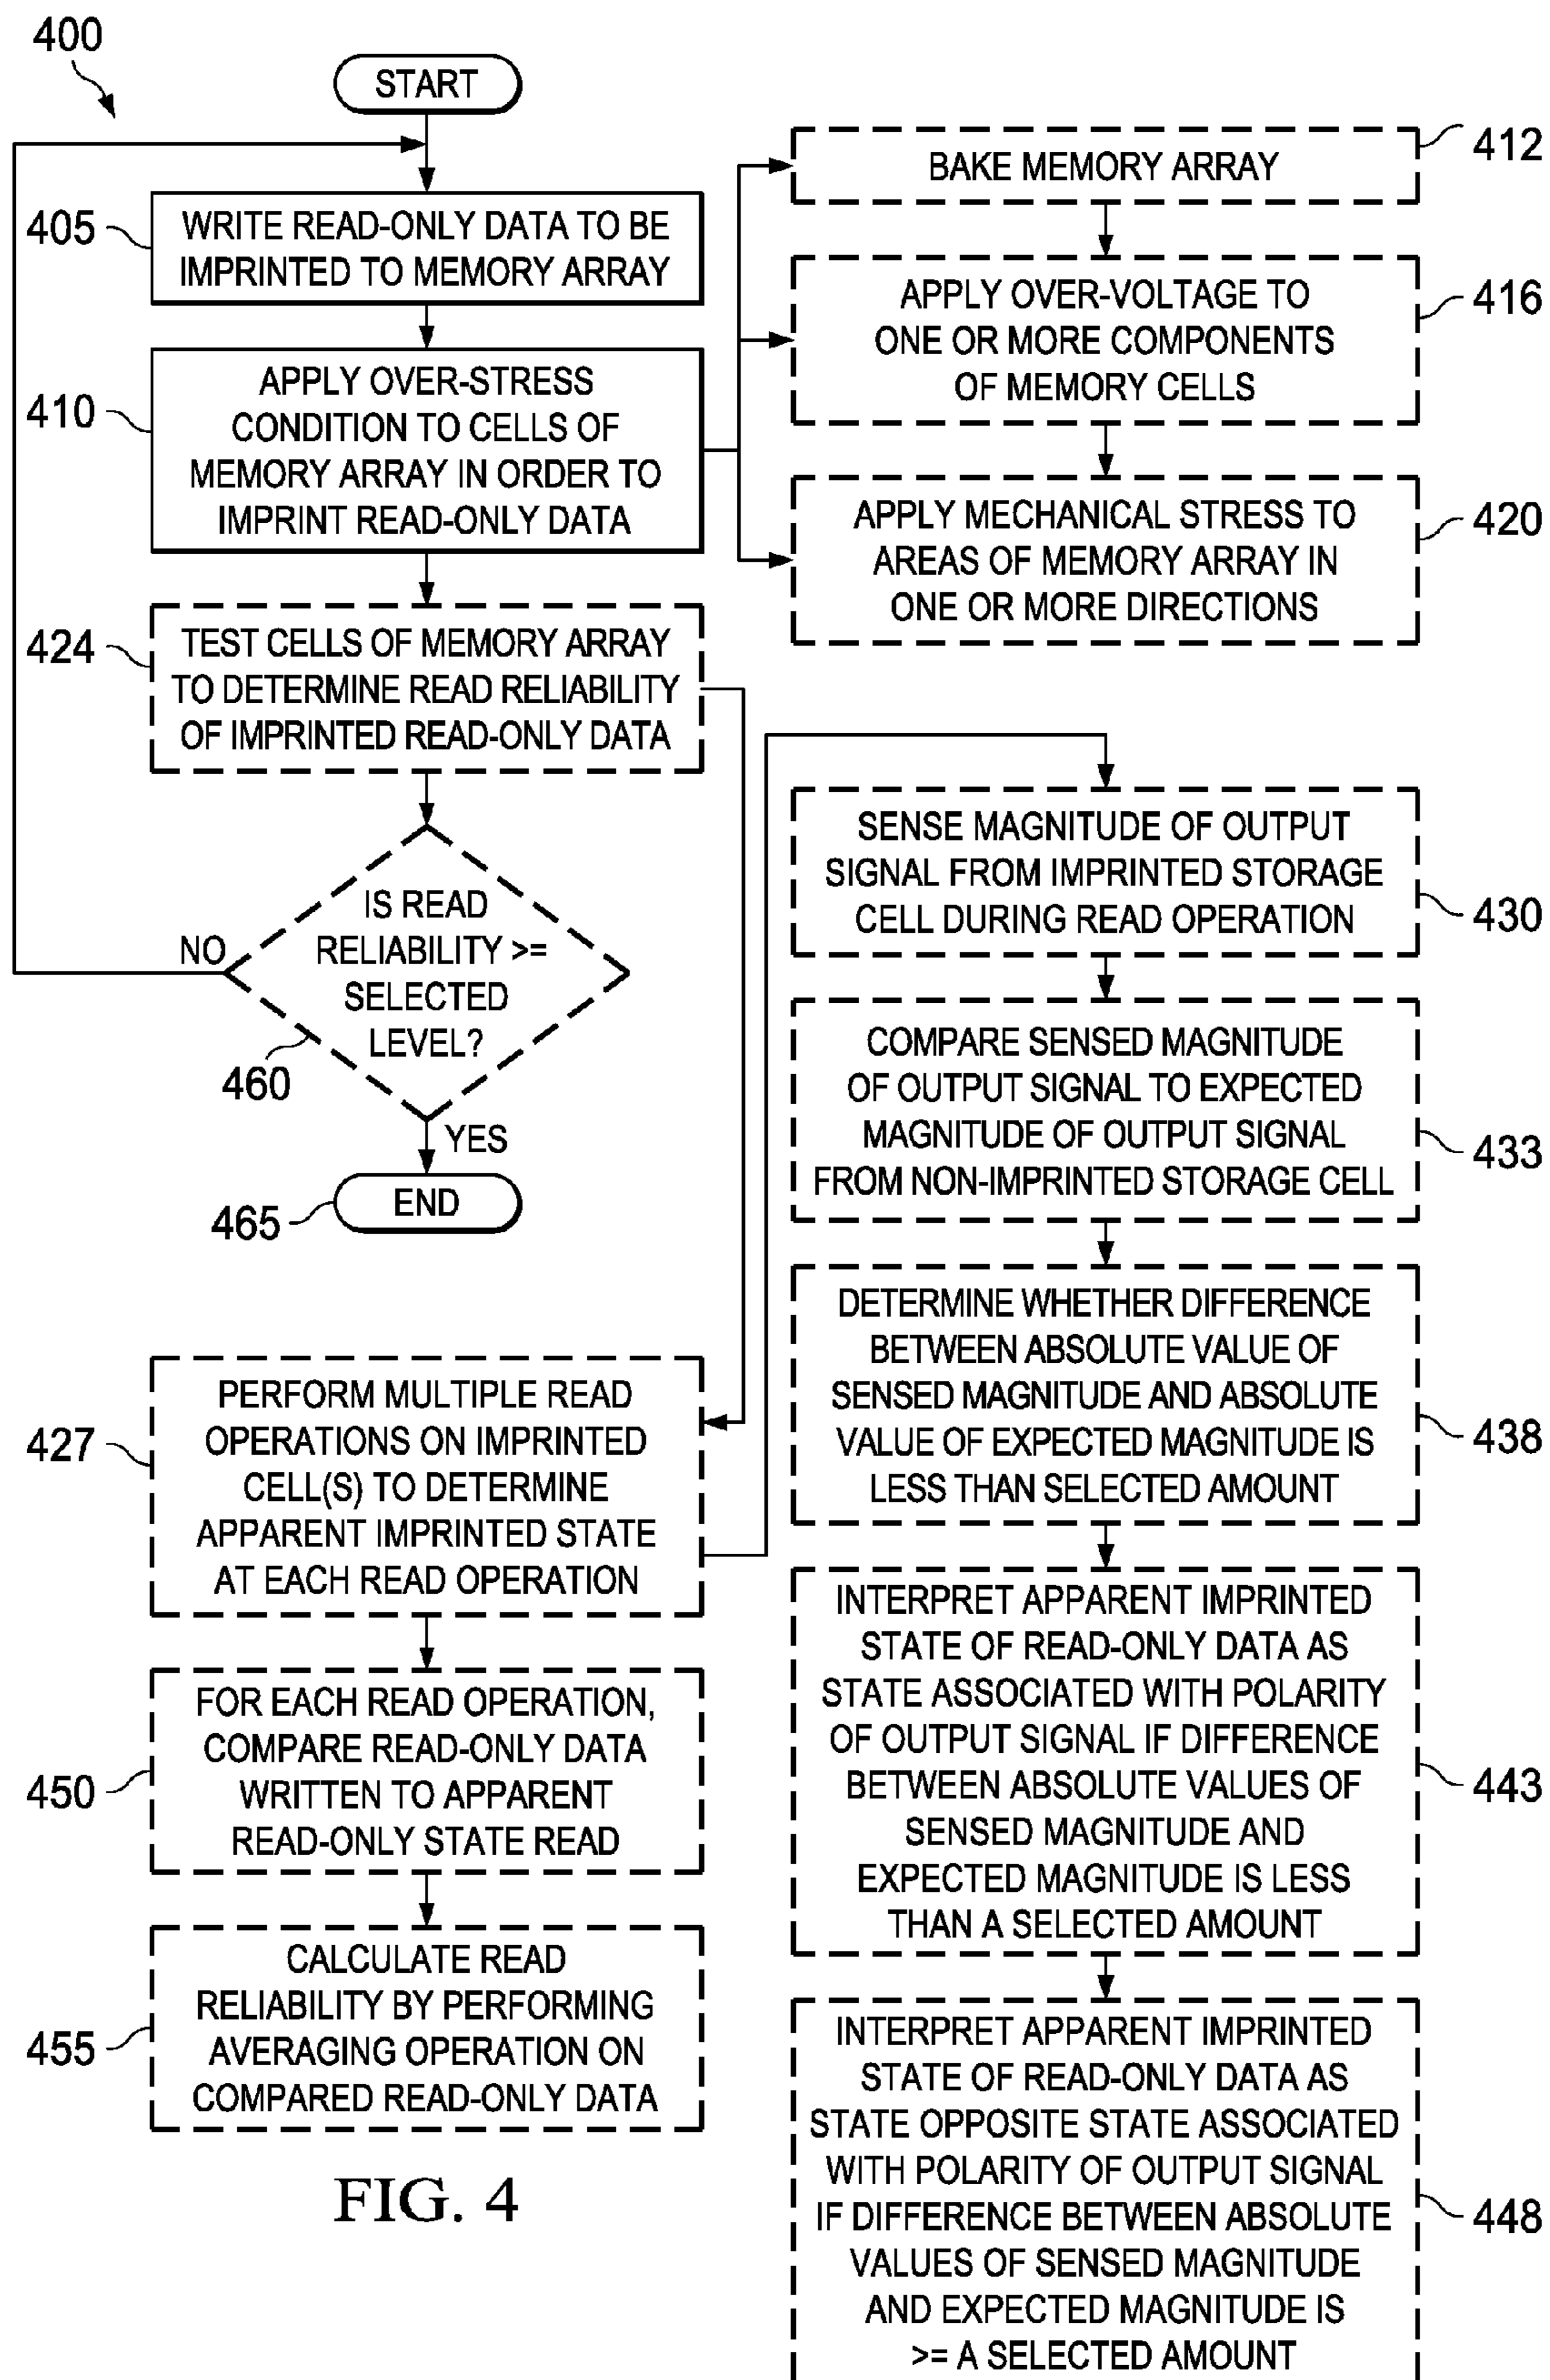 400
START
405
WRITE READ-ONLY DATA TO BE
IMPRINTED TO MEMORY ARRAY
410
APPLY OVER-STRESS
CONDITION TO CELLS OF
MEMORY ARRAY IN ORDER TO
IMPRINT READ-ONLY DATA
412
BAKE MEMORY ARRAY
416
APPLY OVER-VOLTAGE TO
ONE OR MORE COMPONENTS
OF MEMORY CELLS
420
APPLY MECHANICAL STRESS TO
AREAS OF MEMORY ARRAY IN
ONE OR MORE DIRECTIONS
424
TEST CELLS OF MEMORY ARRAY
TO DETERMINE READ RELIABILITY
OF IMPRINTED READ-ONLY DATA
IS READ
RELIABILITY >=
SELECTED
LEVEL?
NO
460
YES
465
END
427
PERFORM MULTIPLE READ
OPERATIONS ON IMPRINTED
CELL(S) TO DETERMINE
APPARENT IMPRINTED STATE
AT EACH READ OPERATION
450
FOR EACH READ OPERATION,
COMPARE READ-ONLY DATA
WRITTEN TO APPARENT
READ-ONLY STATE READ
455
CALCULATE READ
RELIABILITY BY PERFORMING
AVERAGING OPERATION ON
COMPARED READ-ONLY DATA
430
SENSE MAGNITUDE OF OUTPUT
SIGNAL FROM IMPRINTED STORAGE
CELL DURING READ OPERATION
433
COMPARE SENSED MAGNITUDE
OF OUTPUT SIGNAL TO EXPECTED
MAGNITUDE OF OUTPUT SIGNAL
FROM NON-IMPRINTED STORAGE CELL
438
DETERMINE WHETHER DIFFERENCE
BETWEEN ABSOLUTE VALUE OF
SENSED MAGNITUDE AND ABSOLUTE
VALUE OF EXPECTED MAGNITUDE IS
LESS THAN SELECTED AMOUNT
443
INTERPRET APPARENT IMPRINTED
STATE OF READ-ONLY DATA AS
STATE ASSOCIATED WITH POLARITY
OF OUTPUT SIGNAL IF DIFFERENCE
BETWEEN ABSOLUTE VALUES OF
SENSED MAGNITUDE AND
EXPECTED MAGNITUDE IS LESS
THAN A SELECTED AMOUNT
448
INTERPRET APPARENT IMPRINTED
STATE OF READ-ONLY DATA AS
STATE OPPOSITE STATE ASSOCIATED
WITH POLARITY OF OUTPUT SIGNAL
IF DIFFERENCE BETWEEN ABSOLUTE
VALUES OF SENSED MAGNITUDE
AND EXPECTED MAGNITUDE IS
>= A SELECTED AMOUNT
FIG. 4